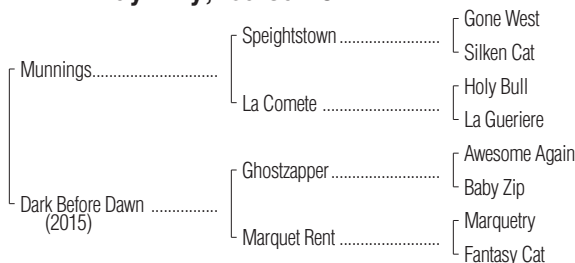 Gone West
Speightstown
Silken Cat
Munnings
Holy Bull
La Comete
La Gueriere
Awesome Again
Ghostzapper
Baby Zip
Dark Before Dawn
(2015)
Marquetry
Marquet Rent
Fantasy Cat